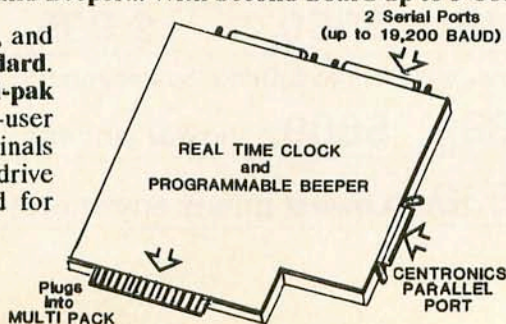 2 Serial Ports
(up to 19,200 BAUD)
, and
dard.
-pak
-user
inals
drive
d for
REAL TIME CLOCK
and
PROGRAMMABLE BEEPER
CENTRONICS
PARALLEL
PORT
Plugs
into
MULTI PACK